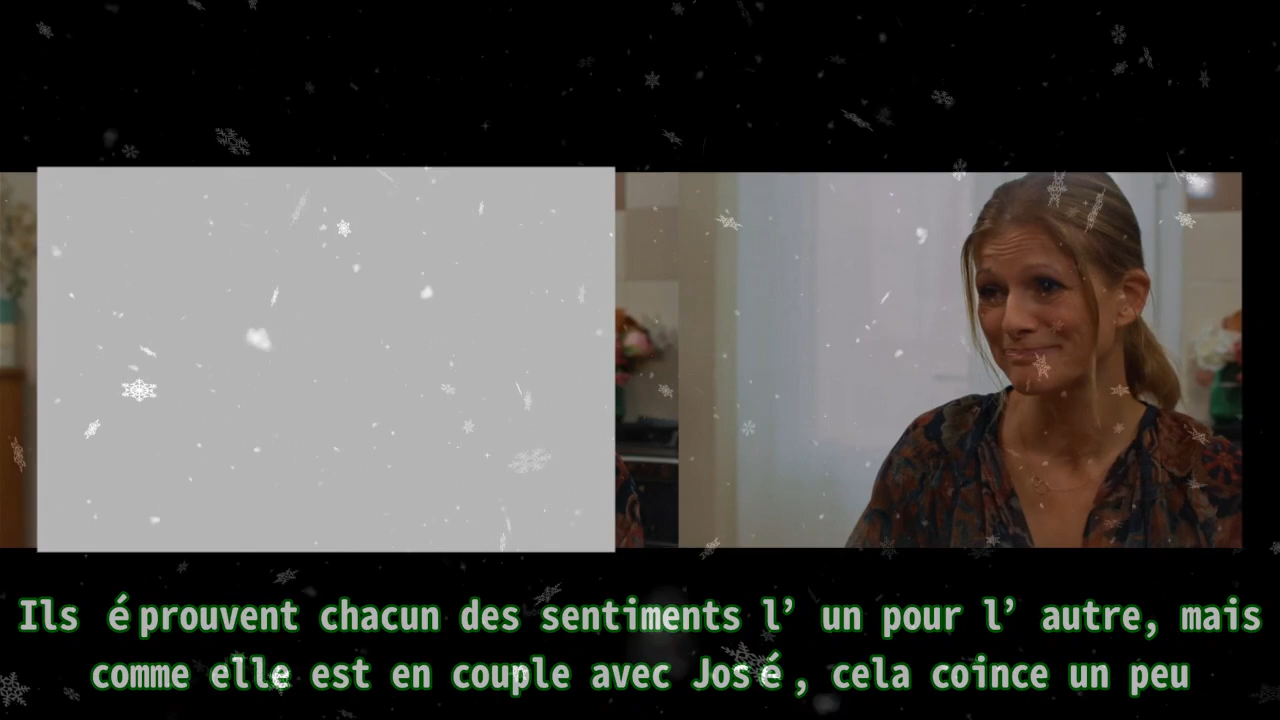 Ils éprouvent chacun des sentiments l’ un pour l’ autre, mais
comme elle est en couple avec José, cela coince un peu